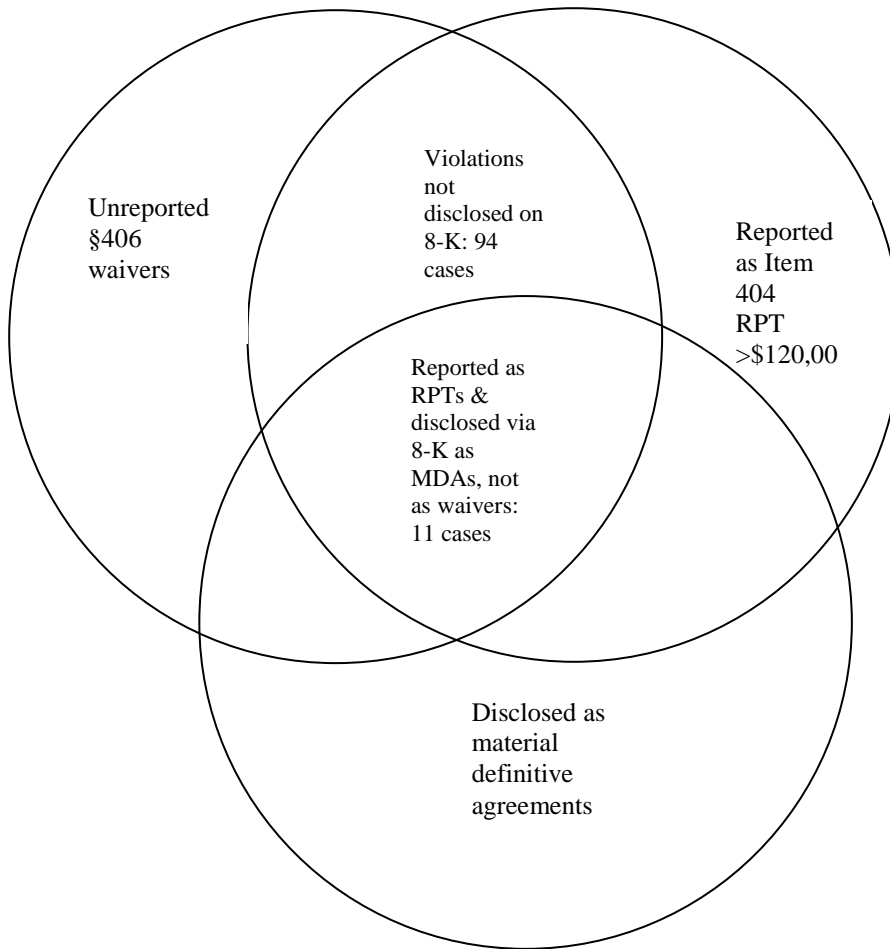 Unreported
§406
waivers
Violations
not
disclosed on
8-K: 94
cases
Reported
as Item
404
RPT
>$120,00
Reported as
RPTs &
disclosed via
8-K as
MDAs, not
as waivers:
11 cases
Disclosed as
material
definitive
agreements